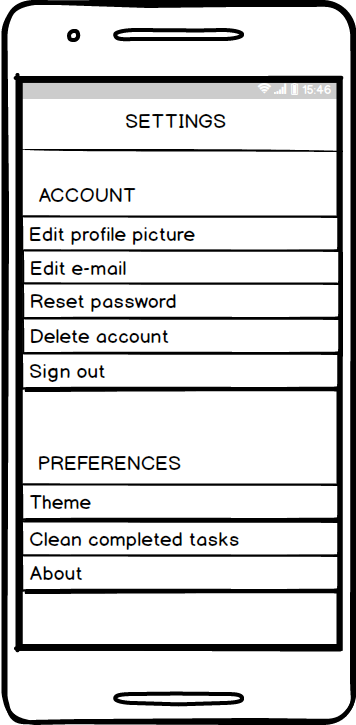 15:46
SETTINGS
ACCOUNT
Edit profile picture
Edit e-mail
Reset password
Delete account
Sign out
PREFERENCES
Theme
Clean completed tasks
About